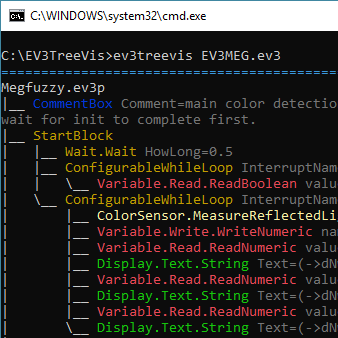 C:\WINDOWS\system32\cmd.exe
C:\EV3TreeVis>ev3treevis EV3MEG.ev3
==========================================
Megfuzzy.ev3p
|__ CommentBox Comment=main color detectio
wait for init to complete first.
|__ StartBlock
| |__ Wait.Wait HowLong=0.5
| |__ ConfigurableWhileLoop InterruptNam
| | \__ Variable.Read.ReadBoolean valu
| \__ ConfigurableWhileLoop InterruptNam
| |__ ColorSensor.MeasureReflectedLi
| |__ Variable.Write.WriteNumeric nam
| |__ Variable.Read.ReadNumeric valu
| |__ Display.Text.String Text=(->dN
| |__ Variable.Read.ReadNumeric valu
| |__ Display.Text.String Text=(->dN
| |__ Variable.Read.ReadNumeric valu
| \__ Display.Text.String Text=(->dN